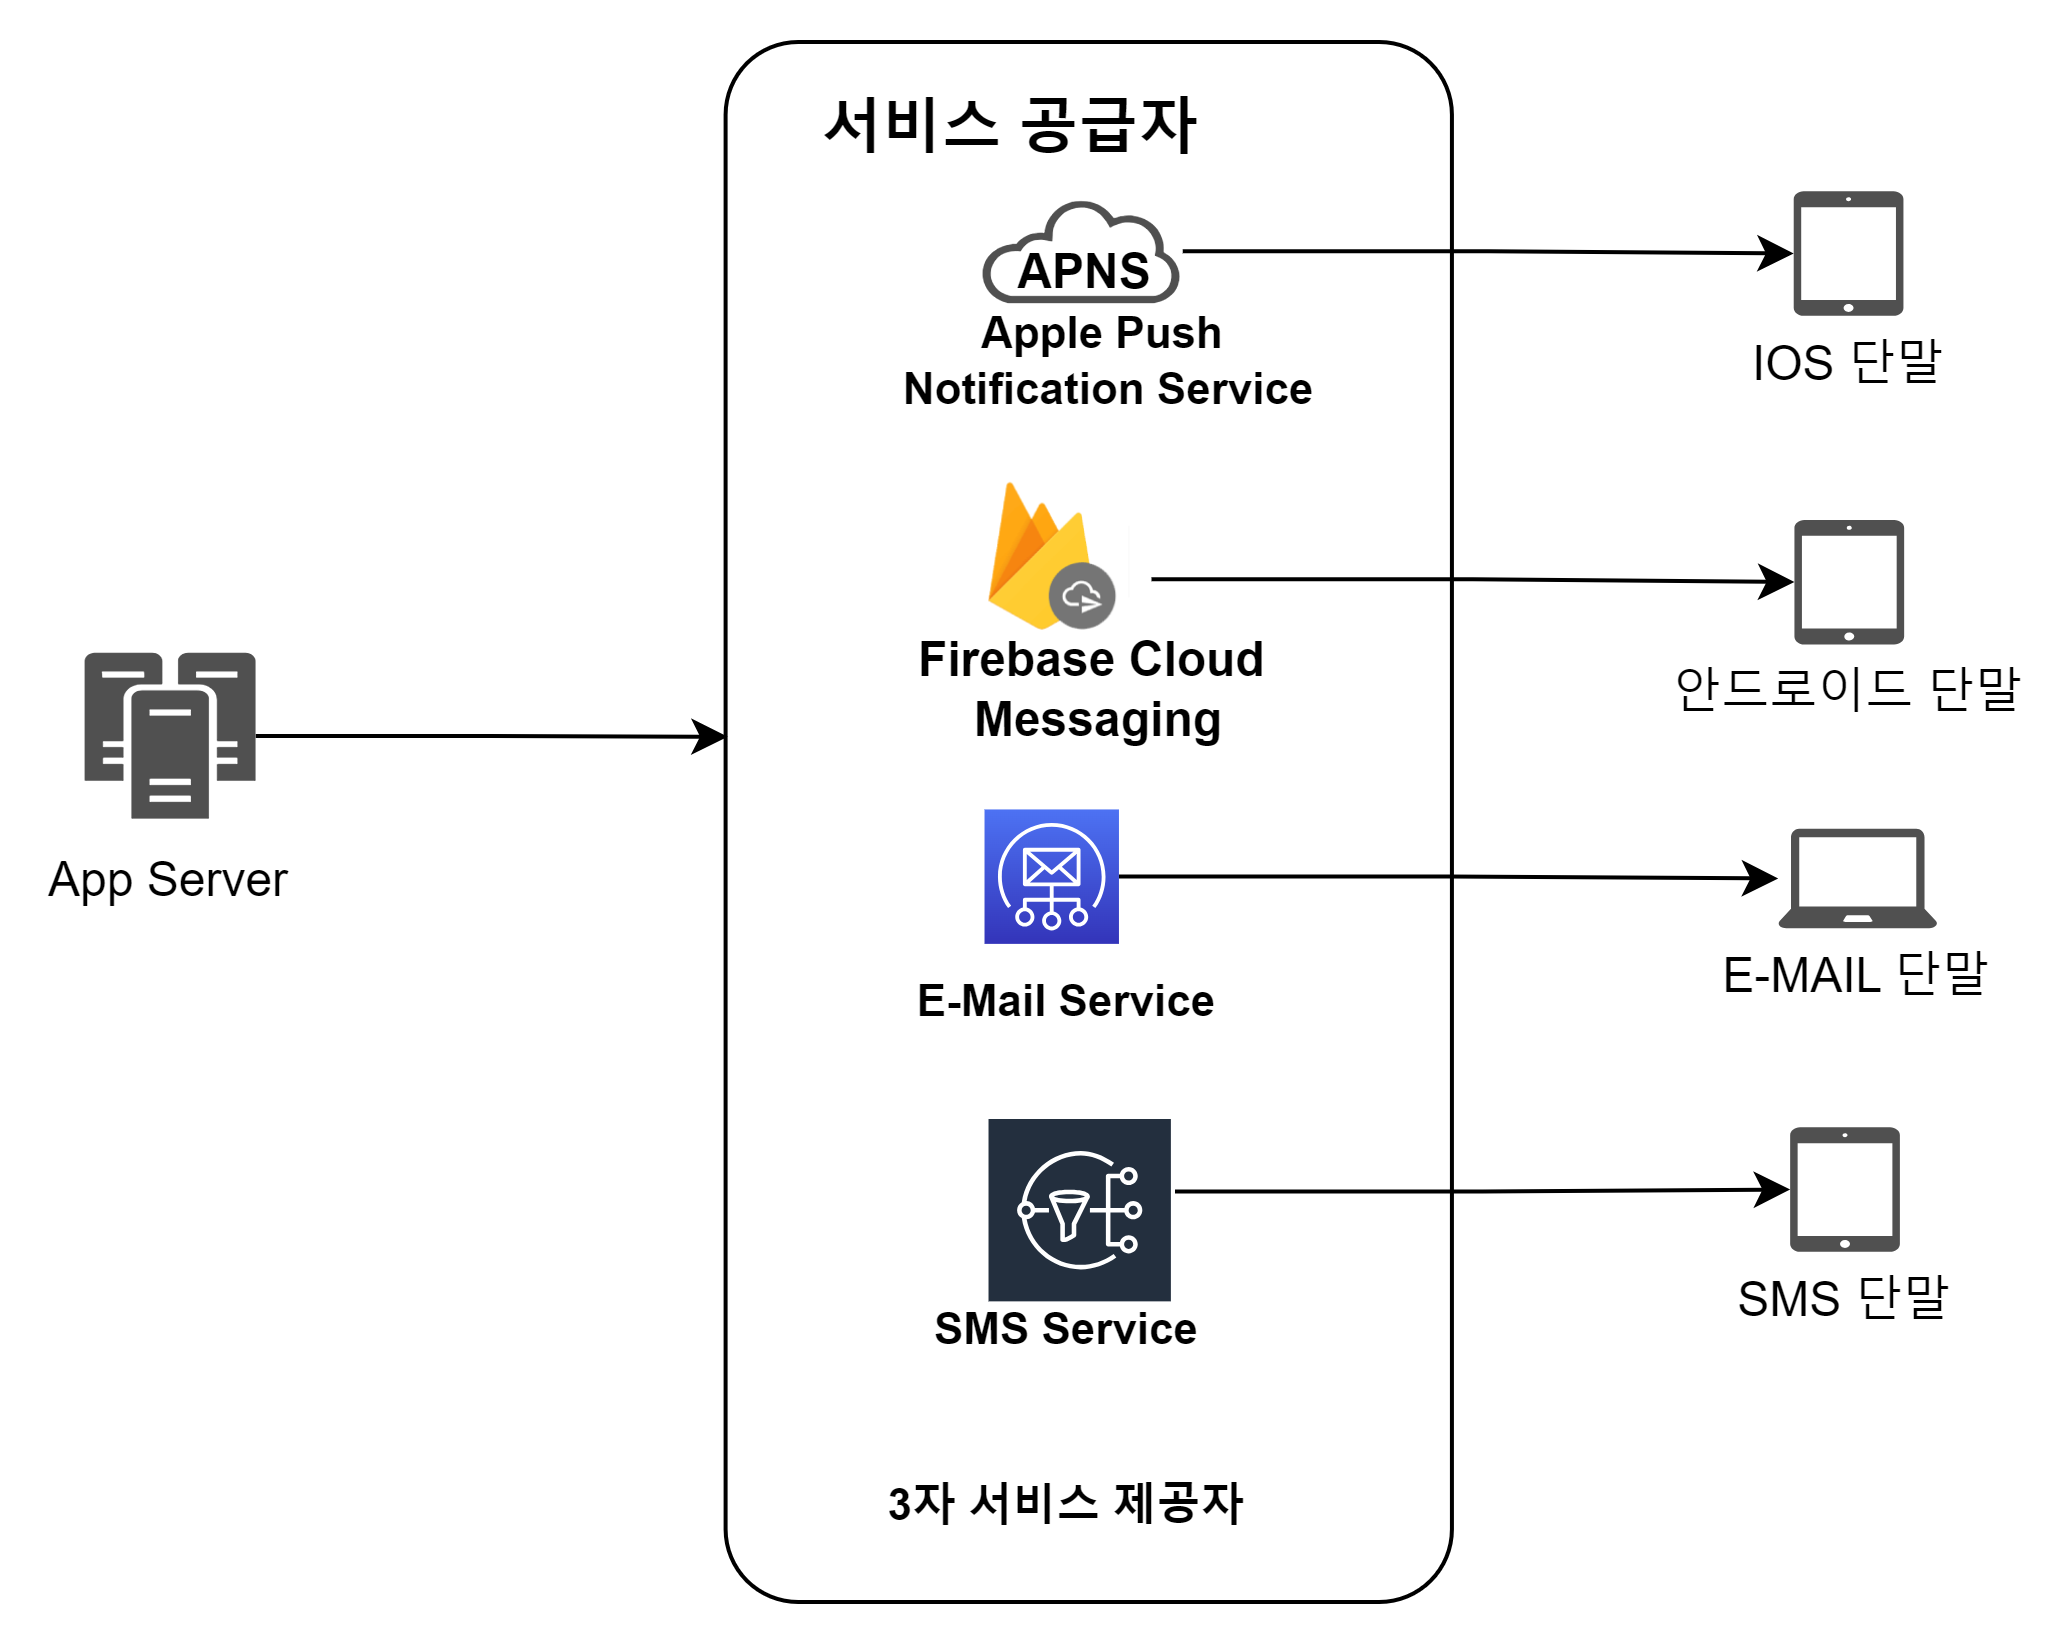 서비스 공급자
APNS
Apple Push
Notification Service
IOS 단말
Firebase Cloud
Messaging
안드로이드 단말
App Server
E-Mail Service
E-MAIL 단말
SMS Service
SMS 단말
3자 서비스 제공자